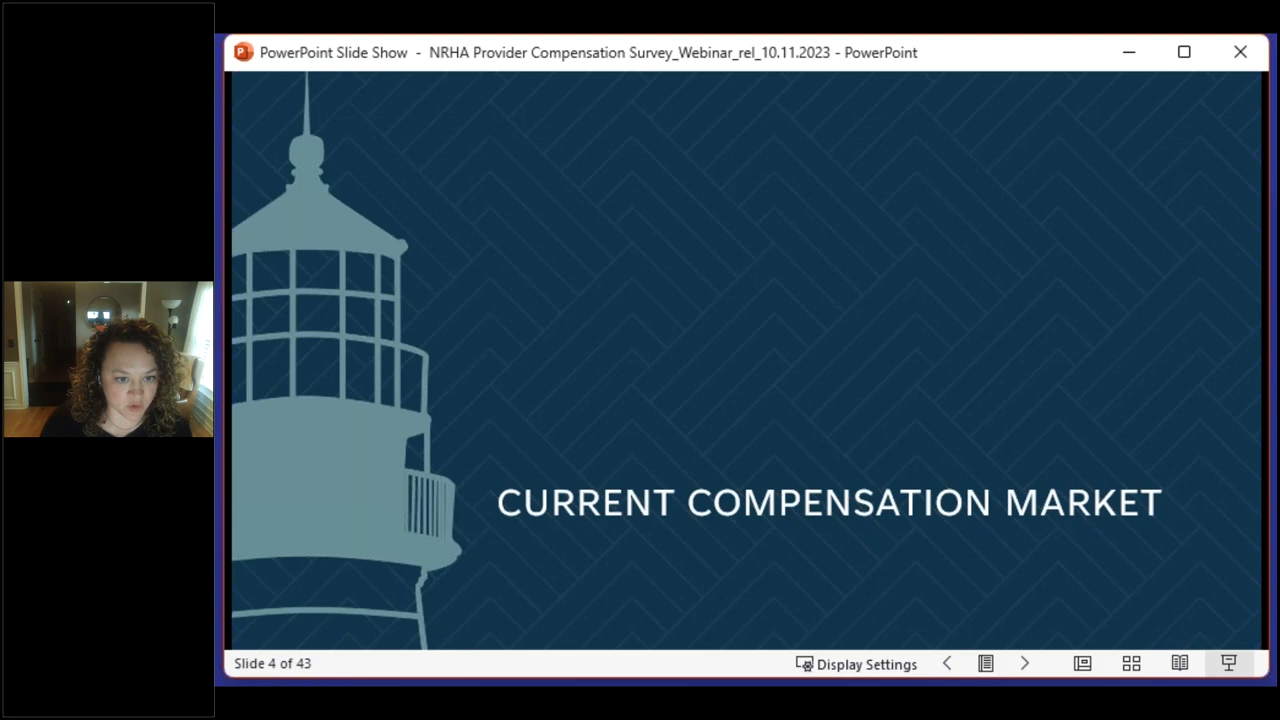 PowerPoint Slide Show - NRHA Provider Compensation Survey_Webinar_rel_10.11.2023 - PowerPoint
CURRENT COMPENSATION MARKET
Slide 4 of 43
Display Settings